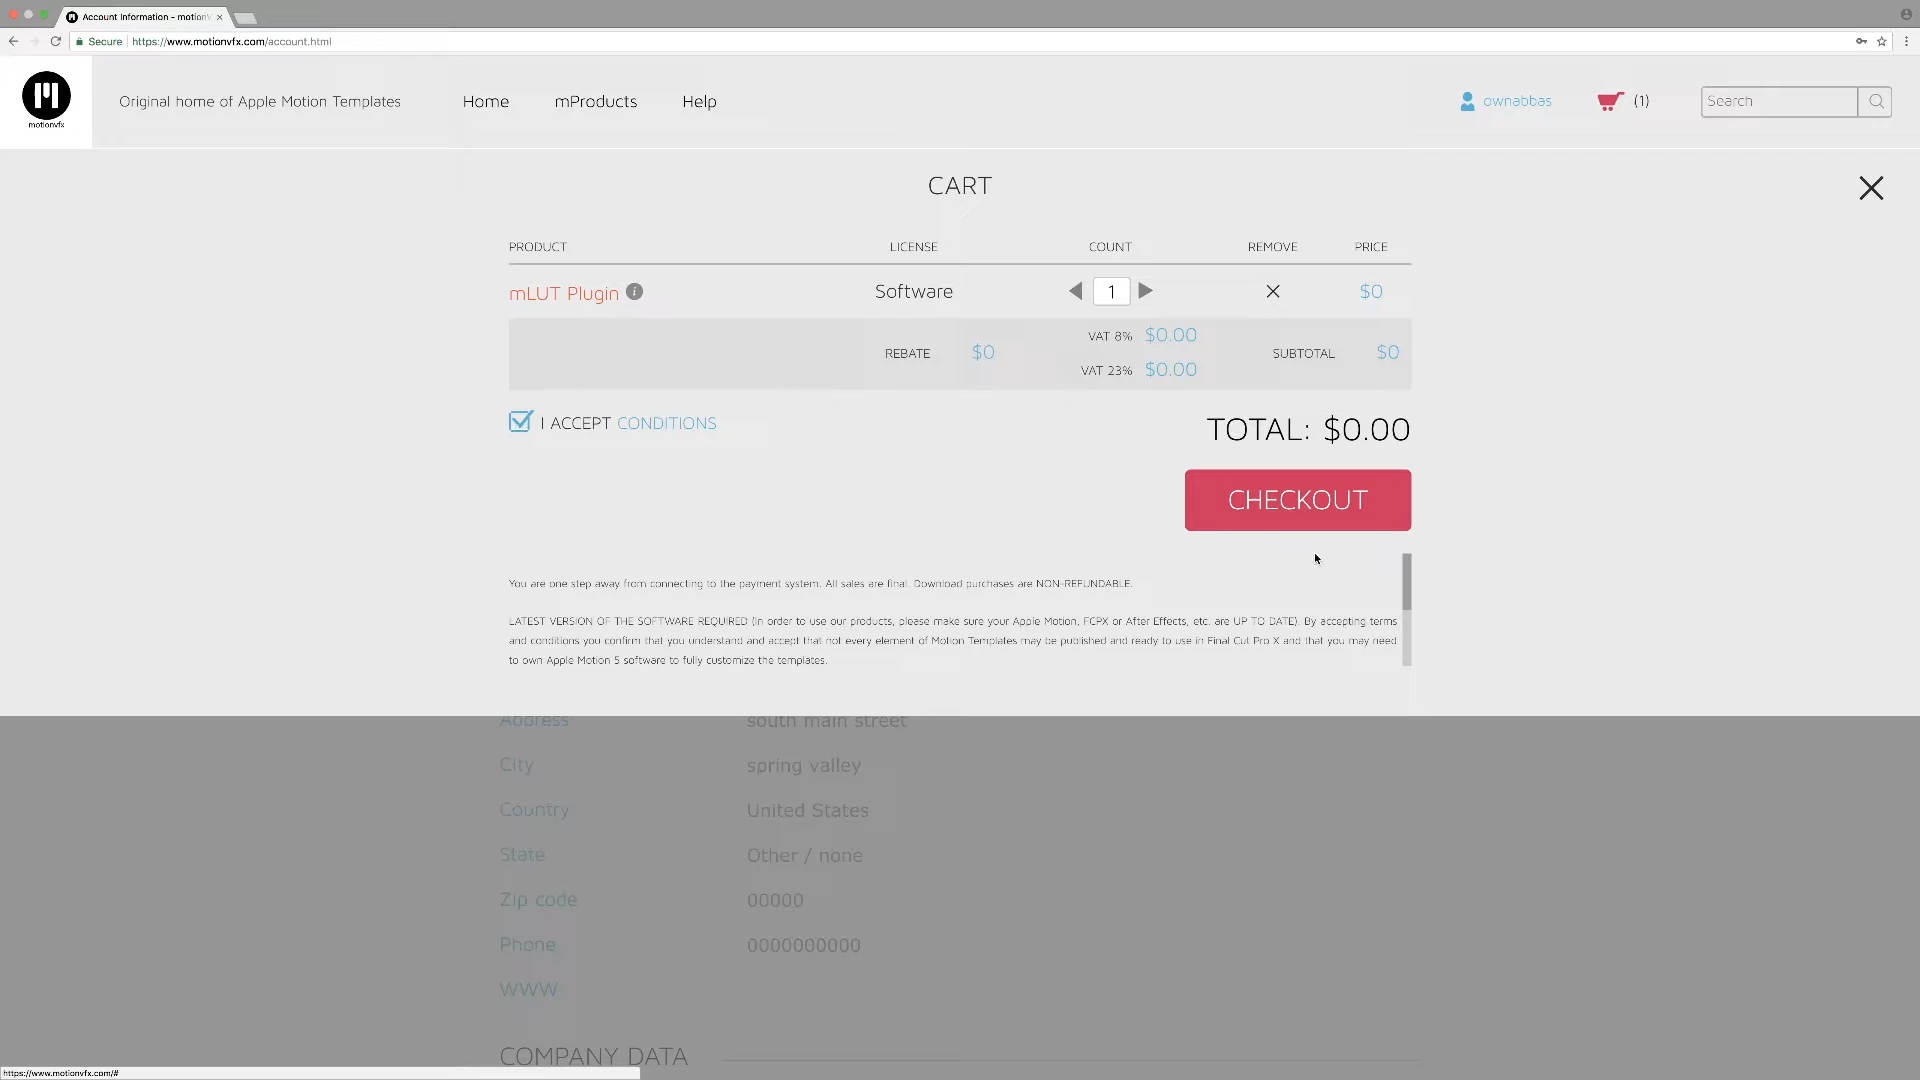 Account Information - motionV
Secure https://www.motionvfx.com/account.html
motionvfx
Original home of Apple Motion Templates Home mProducts Help ownabbas (1) Search
CART
PRODUCT LICENSE COUNT REMOVE PRICE
mLUT Plugin Software 1 $0
REBATE $0 VAT 8% $0.00 SUBTOTAL $0
VAT 23% $0.00
I ACCEPT CONDITIONS
TOTAL: $0.00
CHECKOUT
You are one step away from connecting to the payment system. All sales are final. Download purchases are NON-REFUNDABLE.
LATEST VERSION OF THE SOFTWARE REQUIRED (In order to use our products, please make sure your Apple Motion, FCPX or After Effects, etc. are UP TO DATE). By accepting terms
and conditions you confirm that you understand and accept that not every element of Motion Templates may be published and ready to use in Final Cut Pro X and that you may need
to own Apple Motion 5 software to fully customize the templates.
Address south main street
City spring valley
Country United States
State Other / none
Zip code 00000
Phone 0000000000
WWW
COMPANY DATA
https://www.motionvfx.com/#